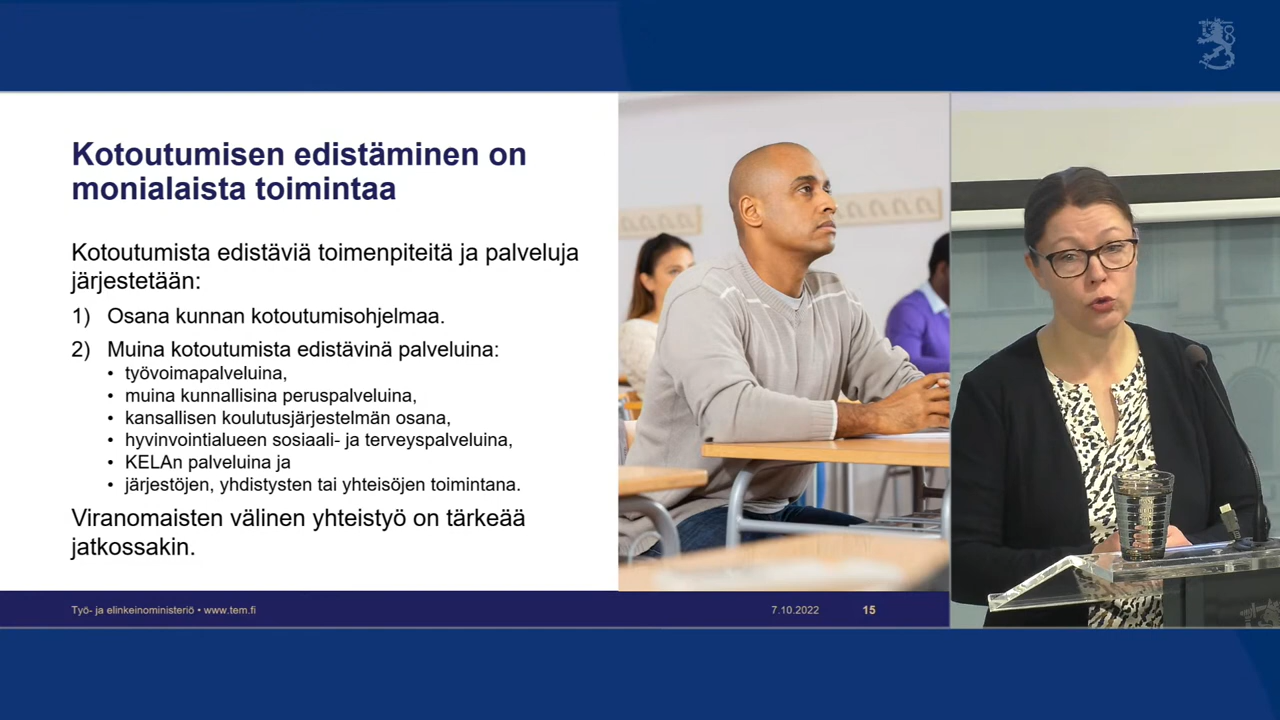 Kotoutumisen edistäminen on
monialaista toimintaa
Kotoutumista edistäviä toimenpiteitä ja palveluja
järjestetään:
1) Osana kunnan kotoutumisohjelmaa.
2) Muina kotoutumista edistävinä palveluina:
• työvoimapalveluina,
• muina kunnallisina peruspalveluina,
• kansallisen koulutusjärjestelmän osana,
• hyvinvointialueen sosiaali- ja terveyspalveluina,
• KELAn palveluina ja
• järjestöjen, yhdistysten tai yhteisöjen toimintana.
Viranomaisten välinen yhteistyö on tärkeää
jatkossakin.
Työ- ja elinkeinoministeriö • www.tem.fi 7.10.2022 15